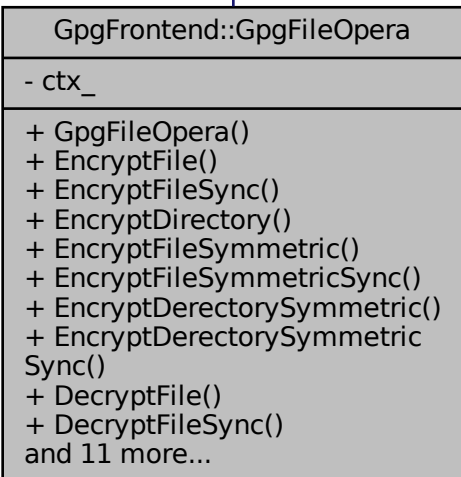 GpgFrontend::GpgFileOpera
- ctx_
+ GpgFileOpera()
+ EncryptFile()
+ EncryptFileSync()
+ EncryptDirectory()
+ EncryptFileSymmetric()
+ EncryptFileSymmetricSync()
+ EncryptDerectorySymmetric()
+ EncryptDerectorySymmetric
Sync()
+ DecryptFile()
+ DecryptFileSync()
and 11 more...